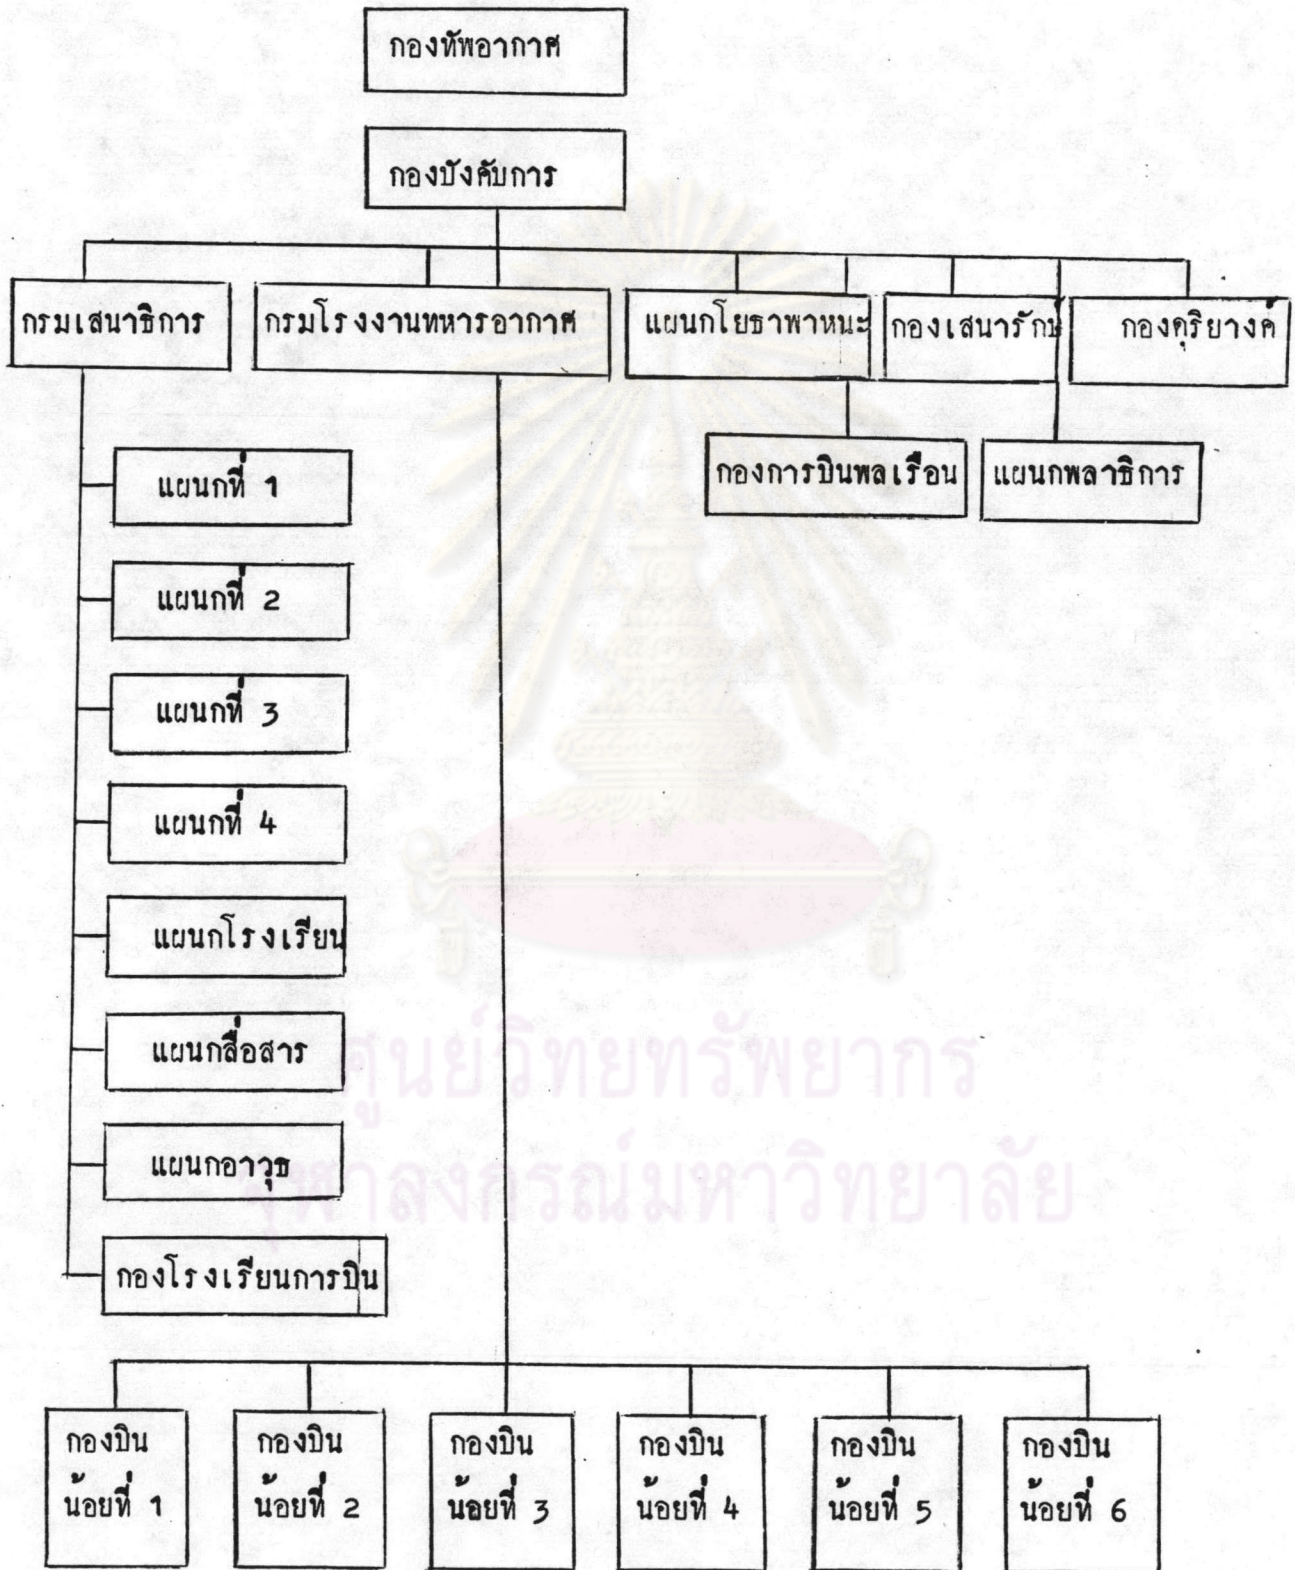 กองทัพอากาศ
กองบังคับการ
กรมเสนาธิการ
กรมโรงงานทหารอากาศ
แผนกโยธาพาหนะ
กองเสนารักษ์
กองดุริยางค์
กองการบินพลเรือน
แผนกพลาธิการ
แผนกที่ 1
แผนกที่ 2
แผนกที่ 3
แผนกที่ 4
แผนกโรงเรียน
แผนกสื่อสาร
แผนกอาวุธ
กองโรงเรียนการบิน
ศูนย์วิทยทรัพยากร
จุฬาลงกรณ์มหาวิทยาลัย
กองบิน
น้อยที่ 1
กองบิน
น้อยที่ 2
กองบิน
น้อยที่ 3
กองบิน
น้อยที่ 4
กองบิน
น้อยที่ 5
กองบิน
น้อยที่ 6